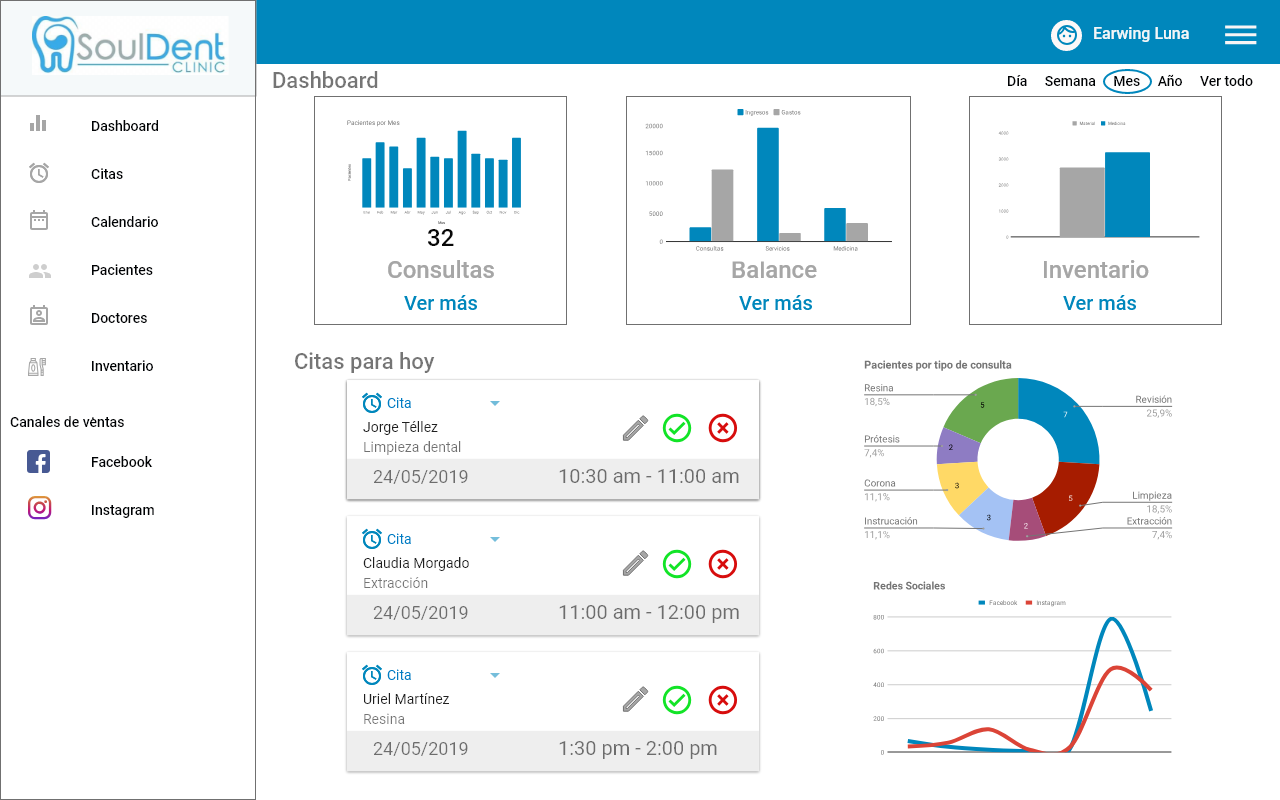 SoulDent
CLINIC
Earwing Luna
Dashboard
Citas
Calendario
Pacientes
Doctores
Inventario
Canales de vèntas
Facebook
Instagram
Dashboard
Día Semana Mes Año Ver todo
Pacientes por Mes
Pacientes
Ene Feb Mar Abr May Jun Jul Ago Sep Oct Nov Dic
Mes
32
Consultas
Ver más
Ingresos Gastos
20000
15000
10000
5000
0
Consultas Servicios Medicina
Balance
Ver más
Material Medicina
4000
3000
2000
1000
0
Inventario
Ver más
Citas para hoy
Cita
Jorge Téllez
Limpieza dental
24/05/2019 10:30 am - 11:00 am
Cita
Claudia Morgado
Extracción
24/05/2019 11:00 am - 12:00 pm
Cita
Uriel Martínez
Resina
24/05/2019 1:30 pm - 2:00 pm
Pacientes por tipo de consulta
Resina
18,5%
Prótesis
7,4%
Corona
11,1%
Instrucación
11,1%
Revisión
25,9%
Limpieza
18,5%
Extracción
7,4%
5
7
2
3
3
2
5
Redes Sociales
Facebook Instagram
800
600
400
200
0